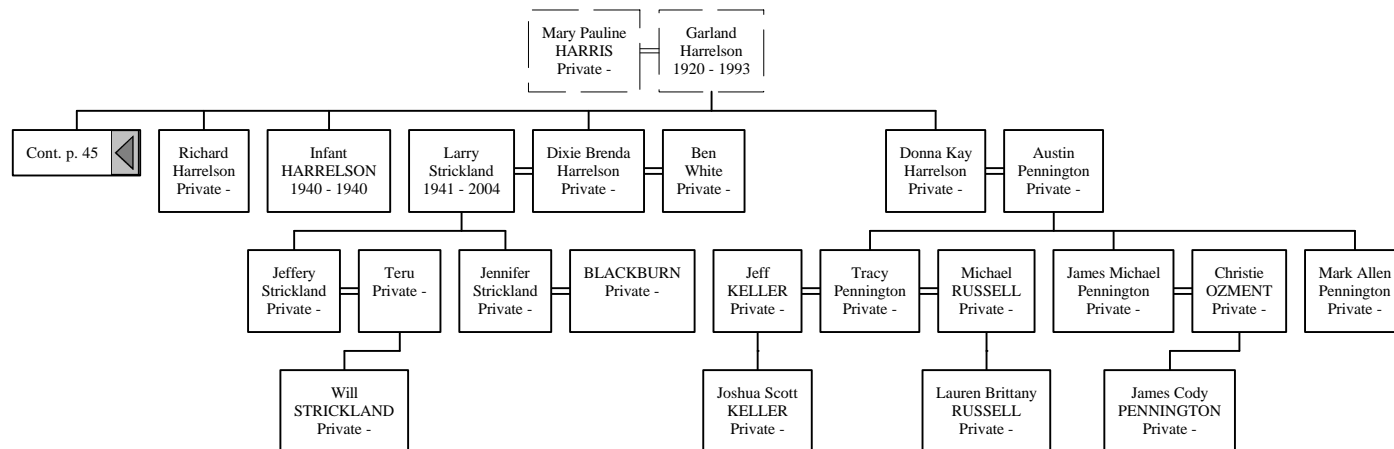 Mary Pauline
HARRIS
Private -
Garland
Harrelson
1920 - 1993
Cont. p. 45
Richard
Harrelson
Private -
Infant
HARRELSON
1940 - 1940
Larry
Strickland
1941 - 2004
Dixie Brenda
Harrelson
Private -
Ben
White
Private -
Donna Kay
Harrelson
Private -
Austin
Pennington
Private -
Jeffery
Strickland
Private -
Teru
Private -
Jennifer
Strickland
Private -
BLACKBURN
Private -
Jeff
KELLER
Private -
Tracy
Pennington
Private -
Michael
RUSSELL
Private -
James Michael
Pennington
Private -
Christie
OZMENT
Private -
Mark Allen
Pennington
Private -
Will
STRICKLAND
Private -
Joshua Scott
KELLER
Private -
Lauren Brittany
RUSSELL
Private -
James Cody
PENNINGTON
Private -